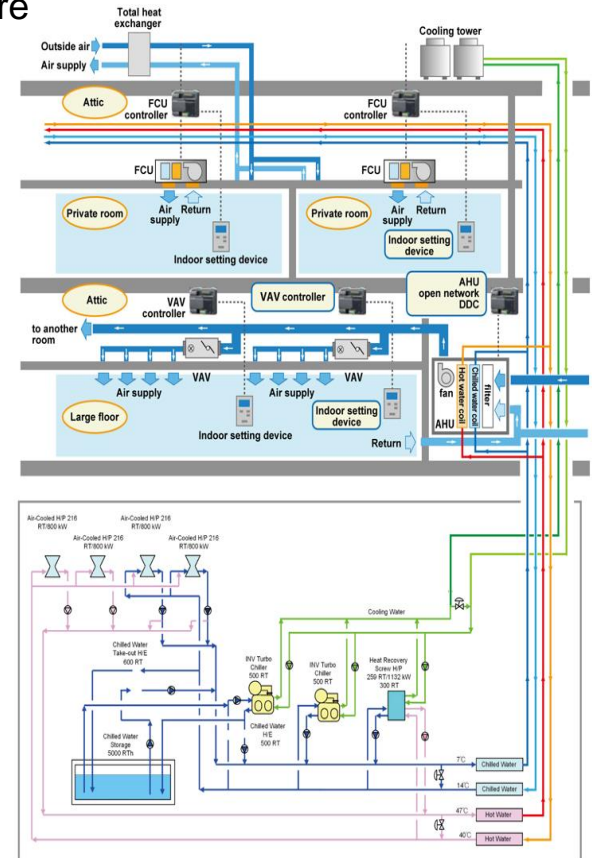 re
Total heat
exchanger
Cooling tower
Outside air
Air supply
Attic
FCU
controller
FCU
controller
FCU
FCU
Private room
Air
supply
Return
Indoor setting device
Private room
Air
supply
Return
Indoor setting
device
Attic
VAV
controller
VAV controller
AHU
open network
DDC
to another
room
Air supply
VAV
Air supply
VAV
fan
Hot water coil
Chilled water coil
filter
AHU
Large floor
Indoor setting device
Indoor setting
device
Return
Air-Cooled H/P 216
RT/800 kW
Air-Cooled H/P 216
RT/800 kW
Air-Cooled H/P 216
RT/800 kW
Air-Cooled H/P 216
RT/800 kW
Cooling Water
Chilled Water
Take-out H/E
600 RT
INV Turbo
Chiller
500 RT
INV Turbo
Chiller
500 RT
Heat Recovery
Screw H/P
259 RT/1132 kW
300 RT
Chilled Water
H/E
500 RT
Chilled Water
Storage
5000 RTh
7℃
Chilled Water
14℃
Chilled Water
47℃
Hot Water
40℃
Hot Water